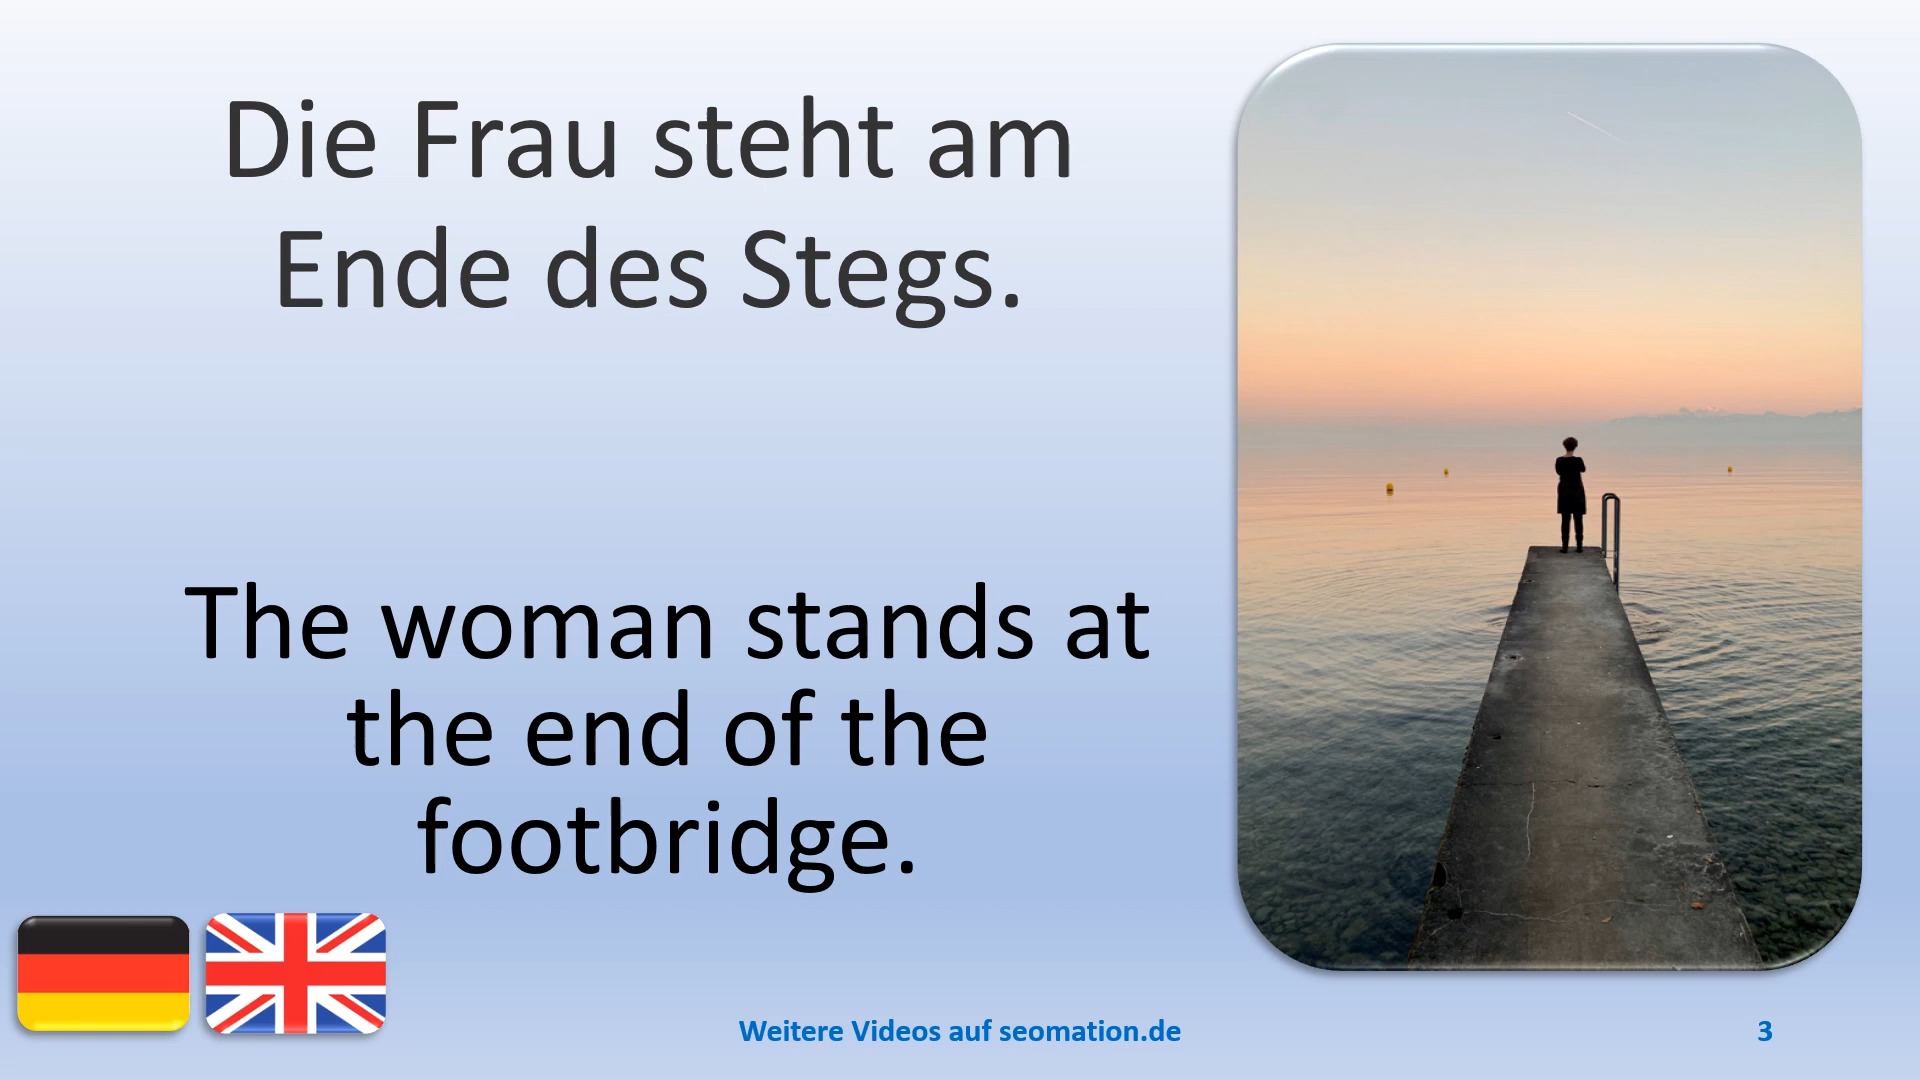 Die Frau steht am
Ende des Stegs.
The woman stands at
the end of the
footbridge.
Weitere Videos auf seomation.de
3